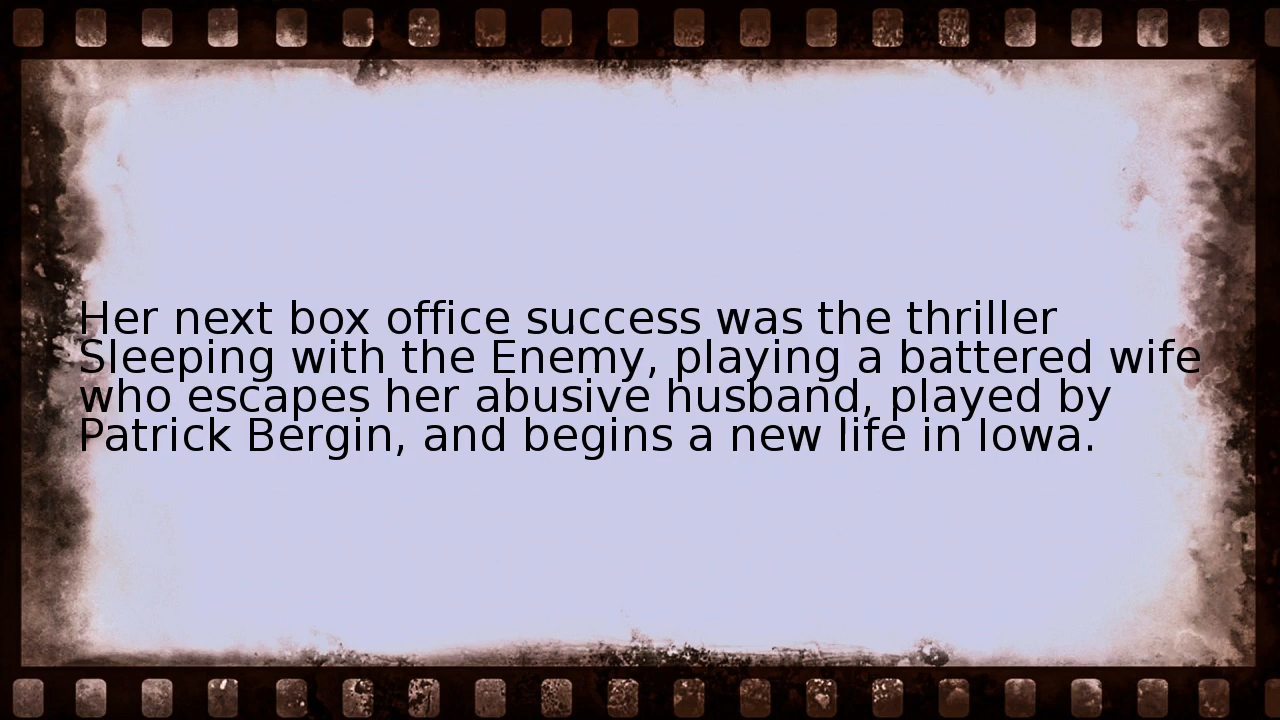 Her next box office success was the thriller
Sleeping with the Enemy, playing a battered wife
who escapes her abusive husband, played by
Patrick Bergin, and begins a new life in Iowa.